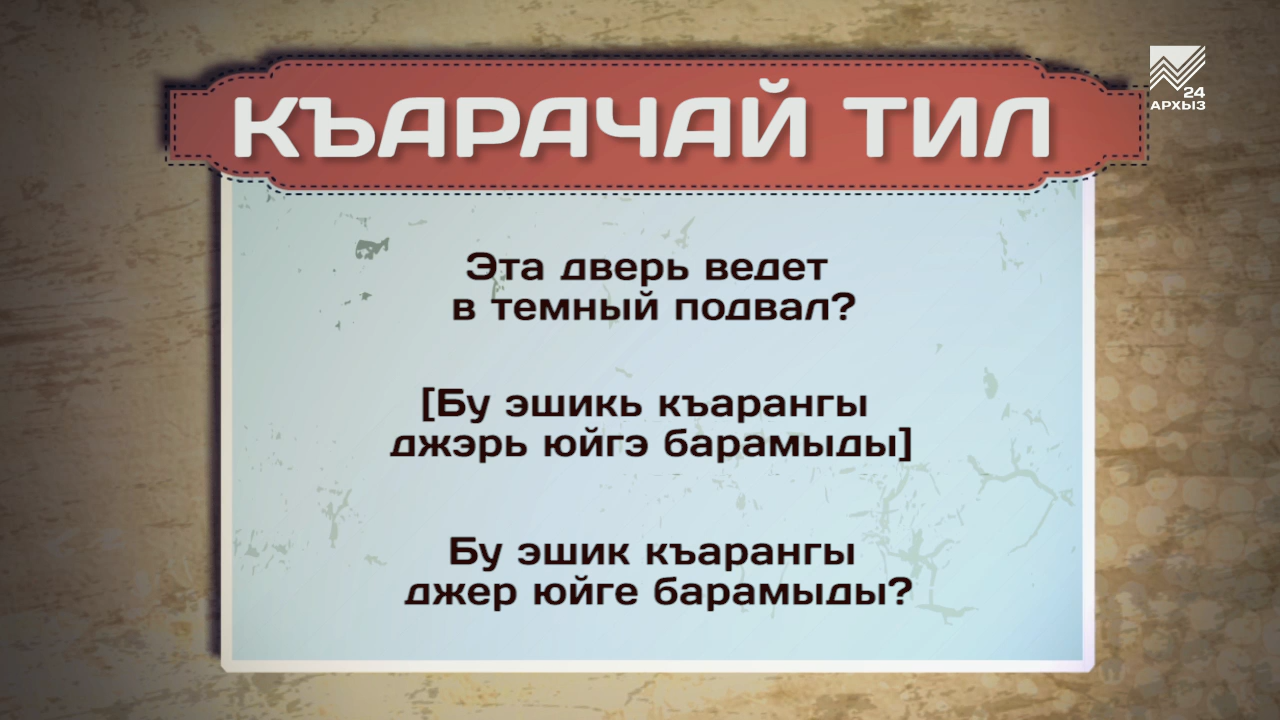 КЪАРАЧАЙ ТИЛ
24
АРХЫЗ
Эта дверь ведет
в темный подвал?
[Бу эшикь къарангы
джэрь юйгэ барамыды]
Бу эшик къарангы
джер юйге барамыды?